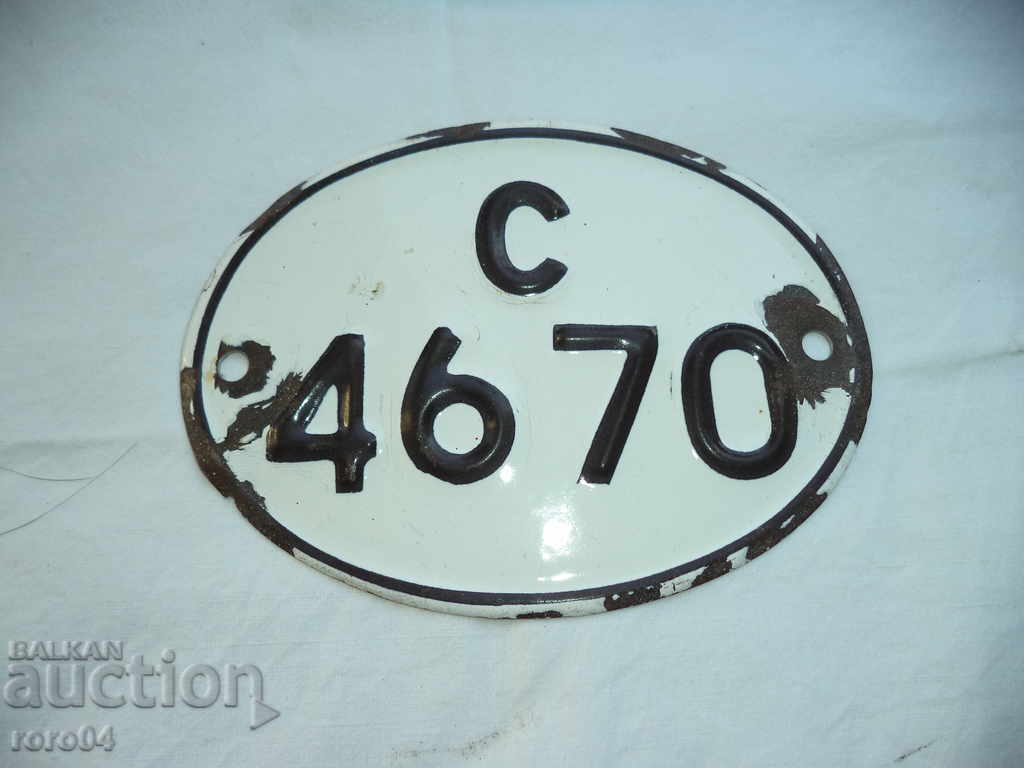 C
4670
BALKAN
auction
roro04